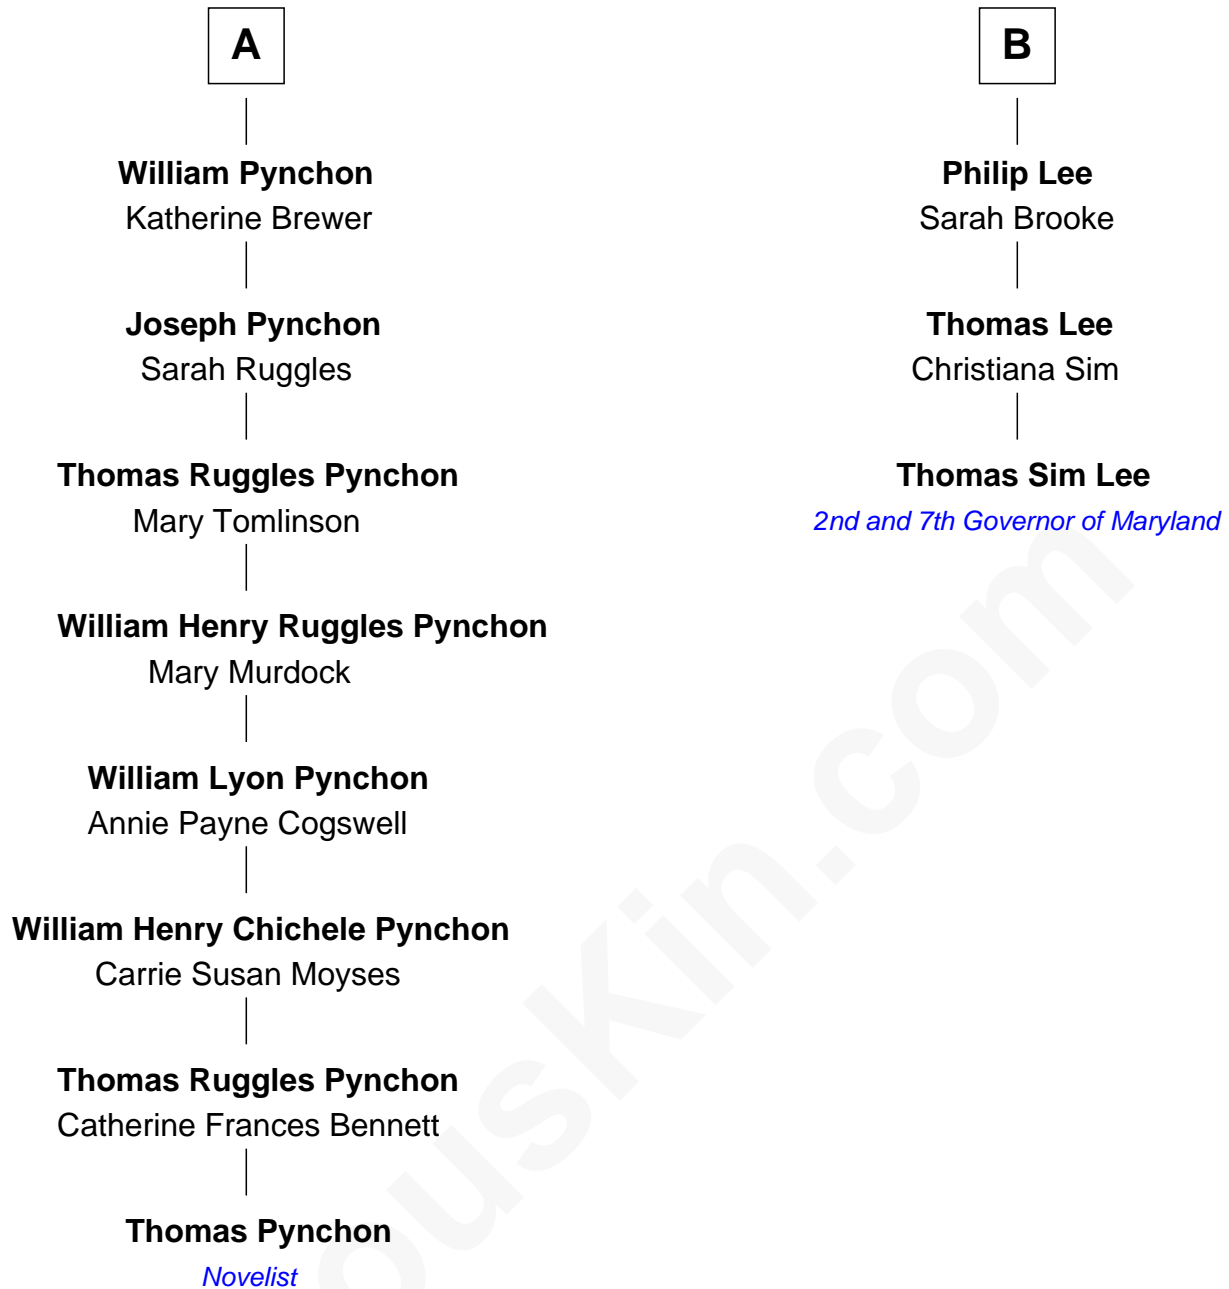 A
William Pynchon
Katherine Brewer
Joseph Pynchon
Sarah Ruggles
Thomas Ruggles Pynchon
Mary Tomlinson
William Henry Ruggles Pynchon
Mary Murdock
William Lyon Pynchon
Annie Payne Cogswell
William Henry Chichele Pynchon
Carrie Susan Moyses
Thomas Ruggles Pynchon
Catherine Frances Bennett
Thomas Pynchon
Novelist
B
Philip Lee
Sarah Brooke
Thomas Lee
Christiana Sim
Thomas Sim Lee
2nd and 7th Governor of Maryland
ousKin.com